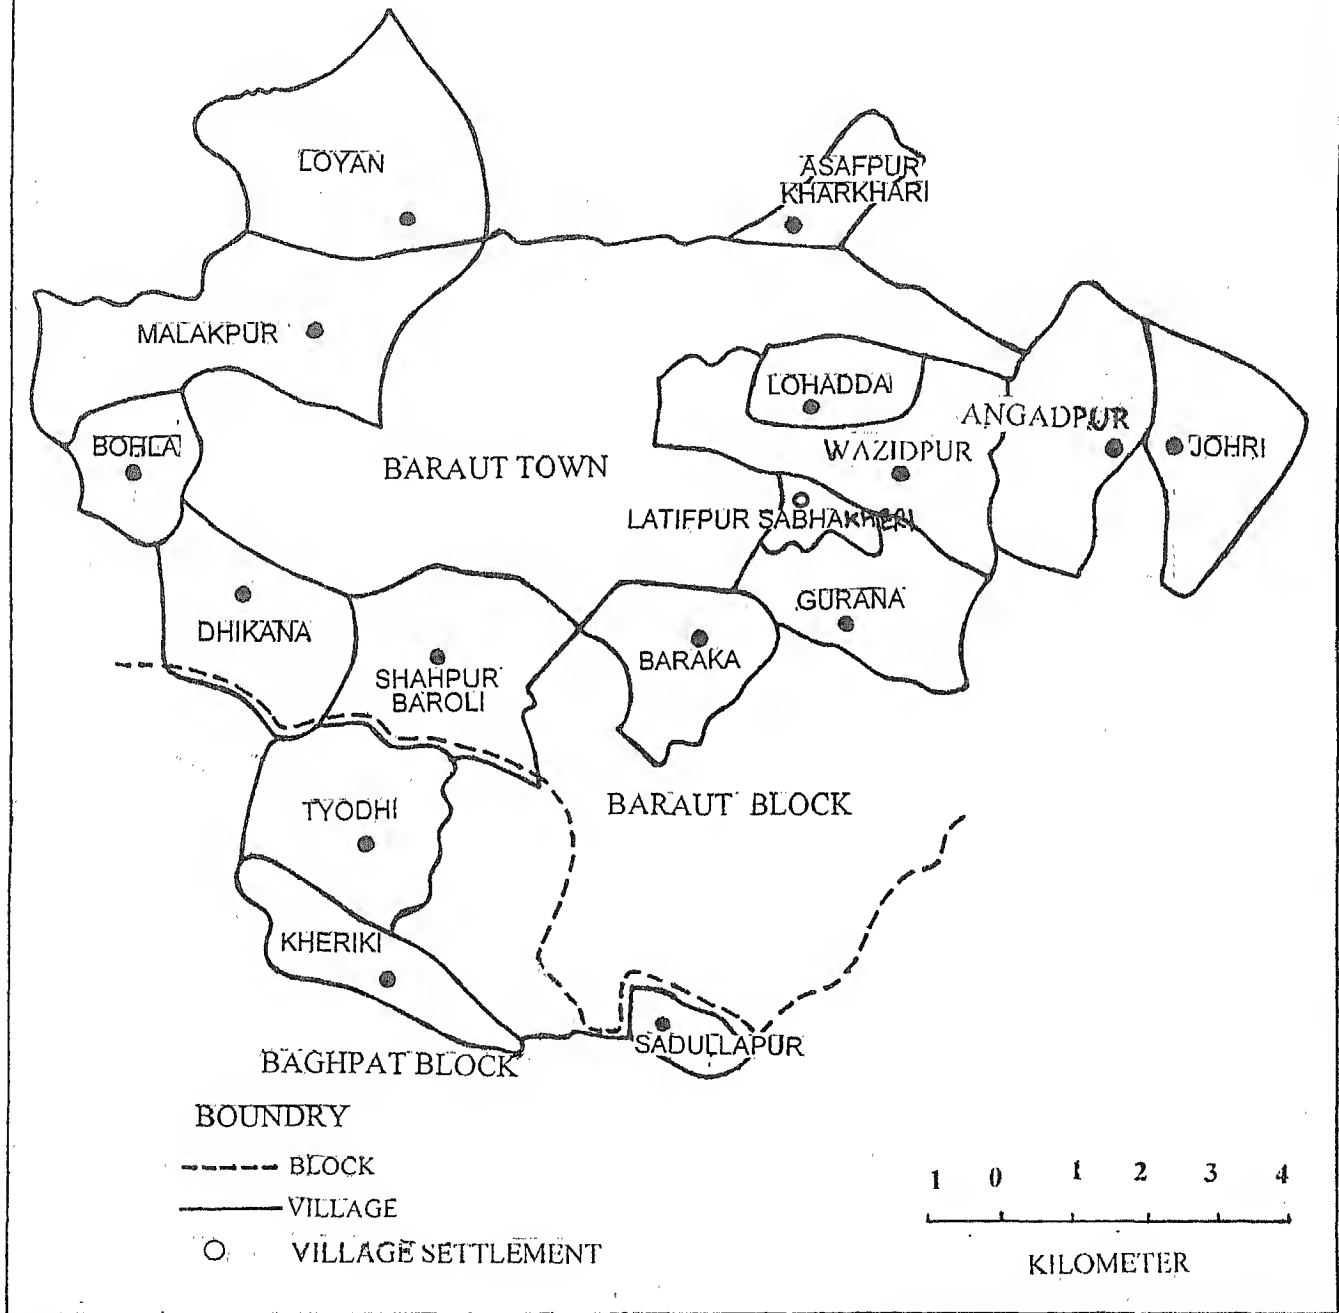 LOYAN
ASAFPUR
KHARKHARI
MALAKPUR
LOHADDA
ANGADPUR
BOHLA
WAZIDPUR
JOHRI
BARAUT TOWN
LATIFPUR SABHAKHERI
DHIKANA
GURANA
SHAHPUR
BAROLI
BARAKA
TYODHI
BARAUT BLOCK
KHERIKI
SADULLAPUR
BAGHPAT BLOCK
BOUNDRY
BLOCK
VILLAGE
VILLAGE SETTLEMENT
1 0 1 2 3 4
KILOMETER